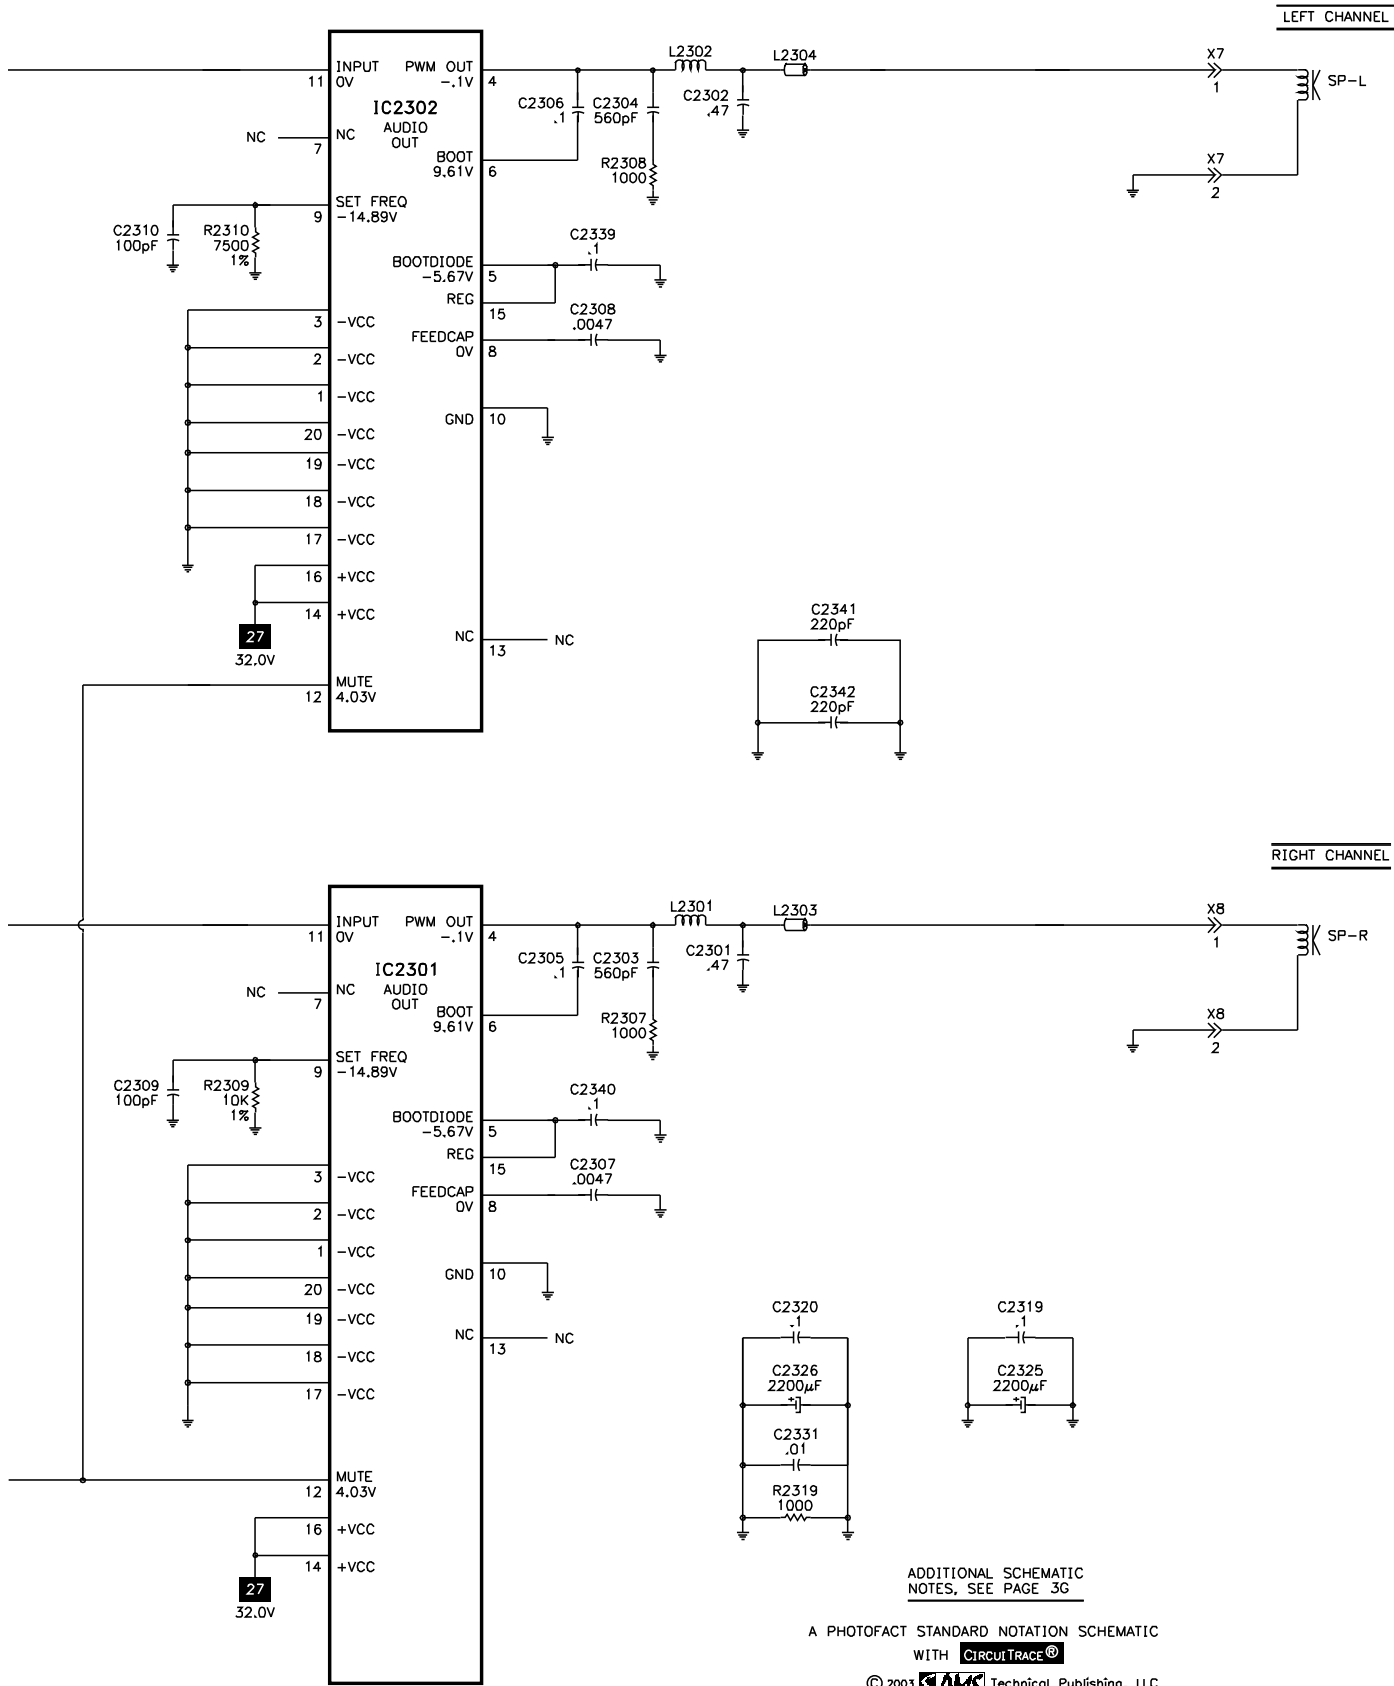 LEFT CHANNEL
INPUT
0V
11
PWM OUT
-.1V
4
IC2302
AUDIO
OUT
L2302
L2304
X7
1
SP-L
C2306
.1
C2304
560pF
C2302
.47
NC
NC
7
BOOT
9.61V
6
R2308
1000
X7
2
SET FREQ
-14.89V
9
C2310
100pF
R2310
7500
1%
C2339
.1
BOOTDIODE
-5.67V
5
REG
15
C2308
.0047
3 -VCC
FEEDCAP
0V
8
2 -VCC
1 -VCC
GND 10
20 -VCC
19 -VCC
18 -VCC
17 -VCC
16 +VCC
14 +VCC
27
32.0V
NC
13
NC
C2341
220pF
MUTE
4.03V
12
C2342
220pF
RIGHT CHANNEL
INPUT
0V
11
PWM OUT
-.1V
4
IC2301
AUDIO
OUT
L2301
L2303
X8
1
SP-R
C2305
.1
C2303
560pF
C2301
.47
NC
NC
7
BOOT
9.61V
6
R2307
1000
X8
2
SET FREQ
-14.89V
9
C2309
100pF
R2309
10K
1%
C2340
.1
BOOTDIODE
-5.67V
5
REG
15
C2307
.0047
3 -VCC
FEEDCAP
0V
8
2 -VCC
1 -VCC
GND 10
20 -VCC
19 -VCC
18 -VCC
17 -VCC
NC
13
NC
C2320
.1
C2319
.1
C2326
2200µF
+
C2325
2200µF
+
C2331
.01
MUTE
4.03V
12
R2319
1000
16 +VCC
14 +VCC
27
32.0V
ADDITIONAL SCHEMATIC
NOTES, SEE PAGE 3G
A PHOTOFACT STANDARD NOTATION SCHEMATIC
WITH CIRCUITRACE®
© 2003 SAMS Technical Publishing, LLC